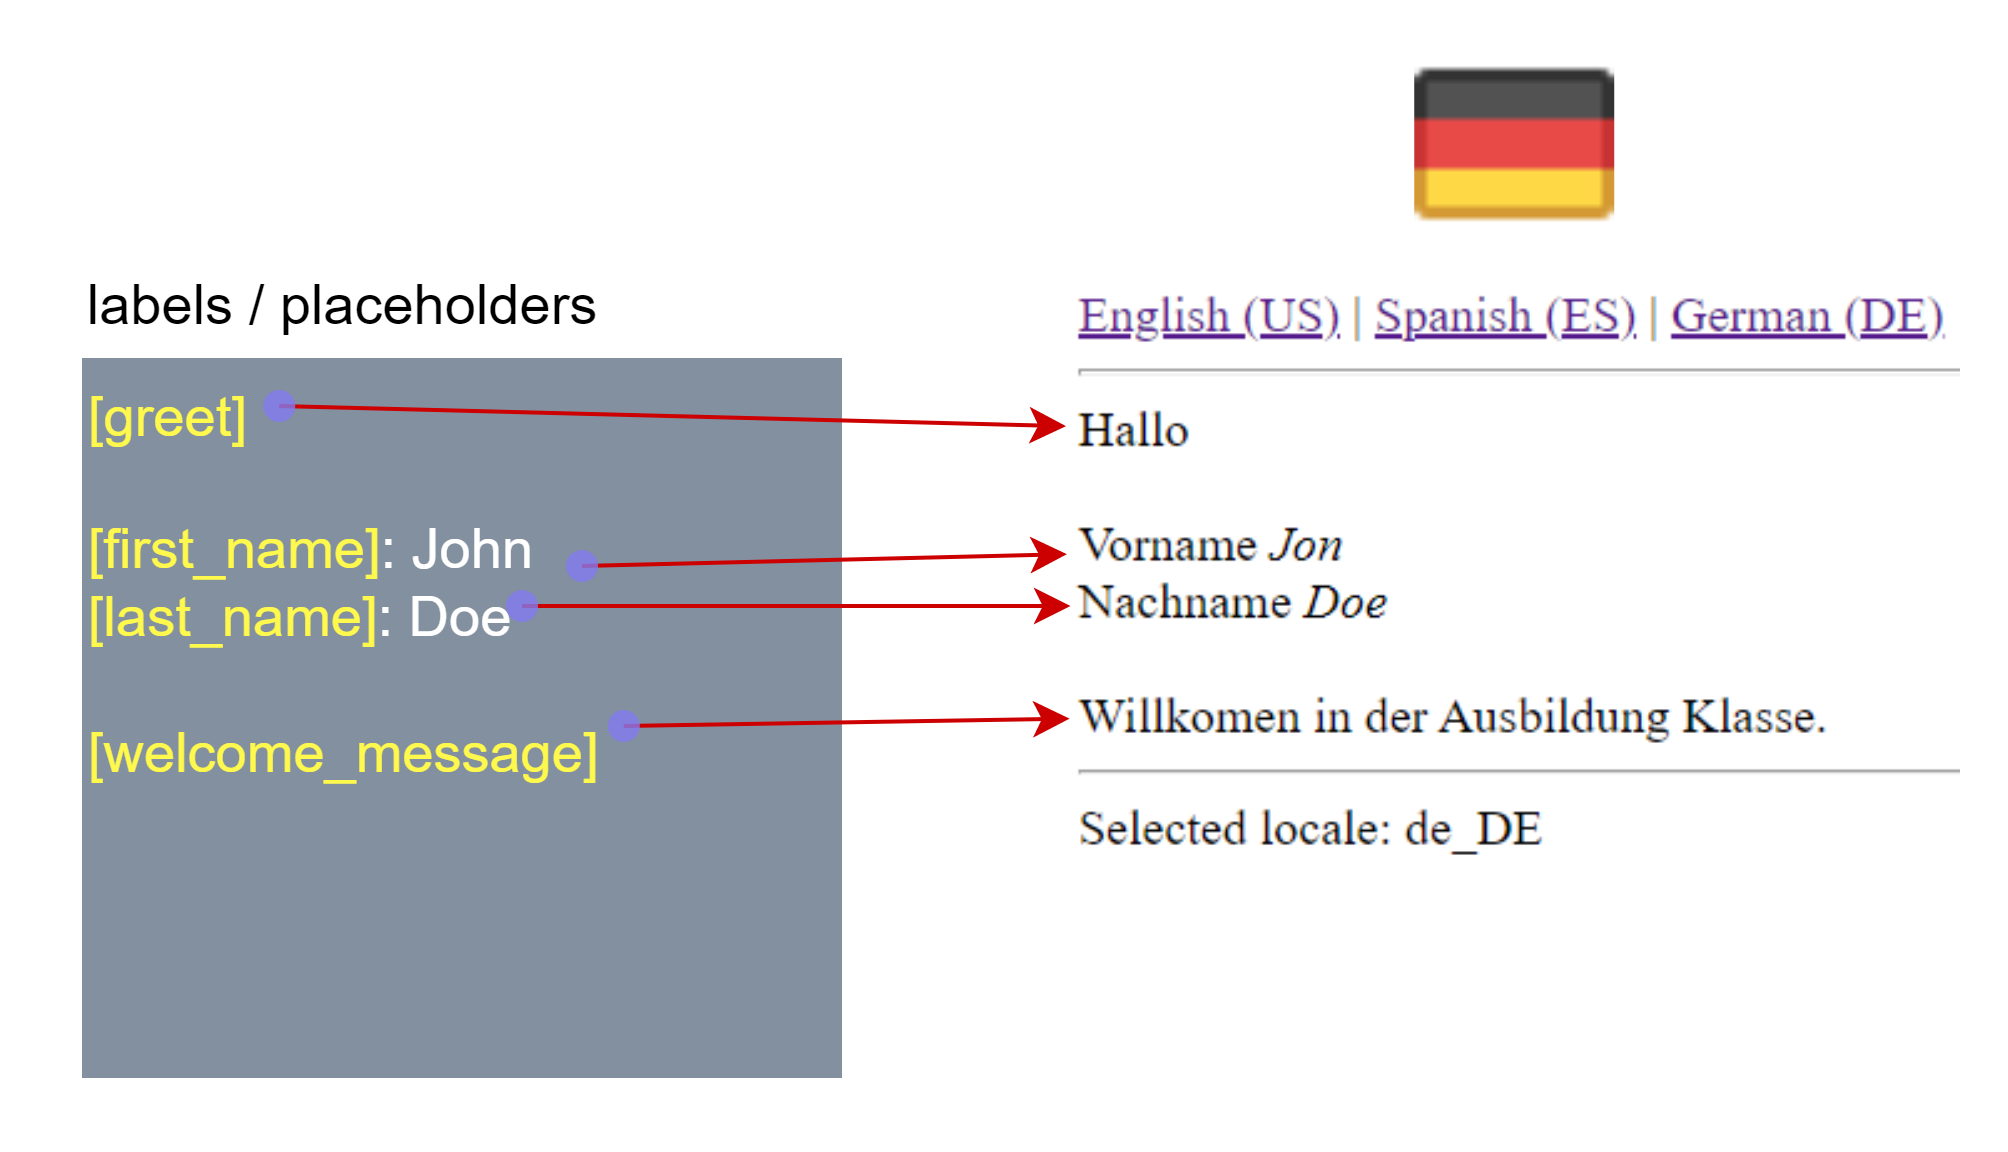 labels / placeholders
[greet]
[first_name]: John
[last_name]: Doe
[welcome_message]
English (US) | Spanish (ES) | German (DE)
Hallo
Vorname Jon
Nachname Doe
Willkomen in der Ausbildung Klasse.
Selected locale: de_DE